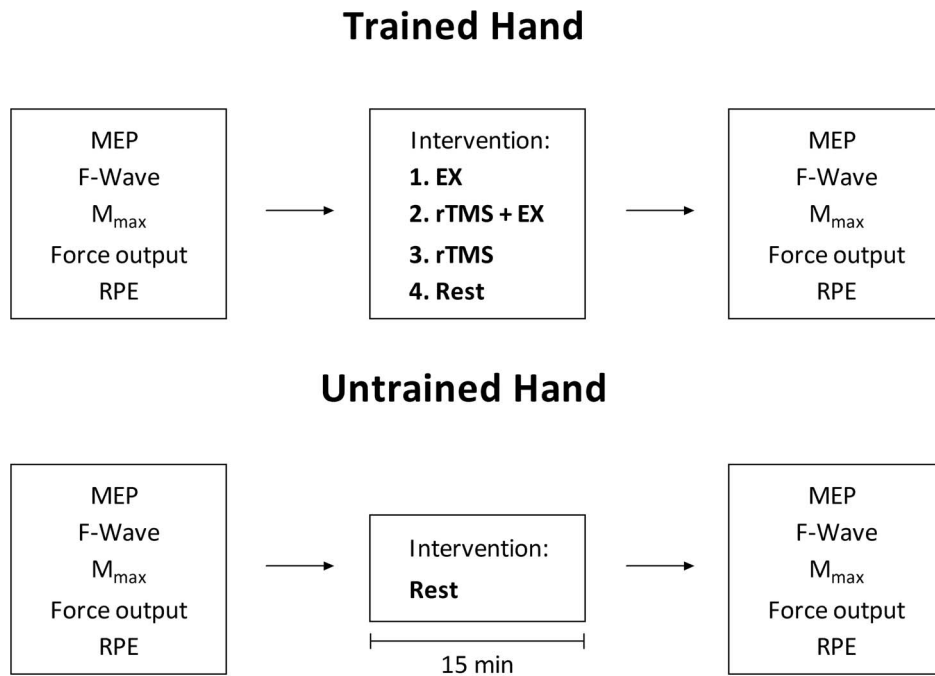 Trained Hand
MEP
F-Wave
Mmax
Force output
RPE
Intervention:
1. EX
2. rTMS + EX
3. rTMS
4. Rest
MEP
F-Wave
Mmax
Force output
RPE
Untrained Hand
MEP
F-Wave
Mmax
Force output
RPE
Intervention:
Rest
15 min
MEP
F-Wave
Mmax
Force output
RPE